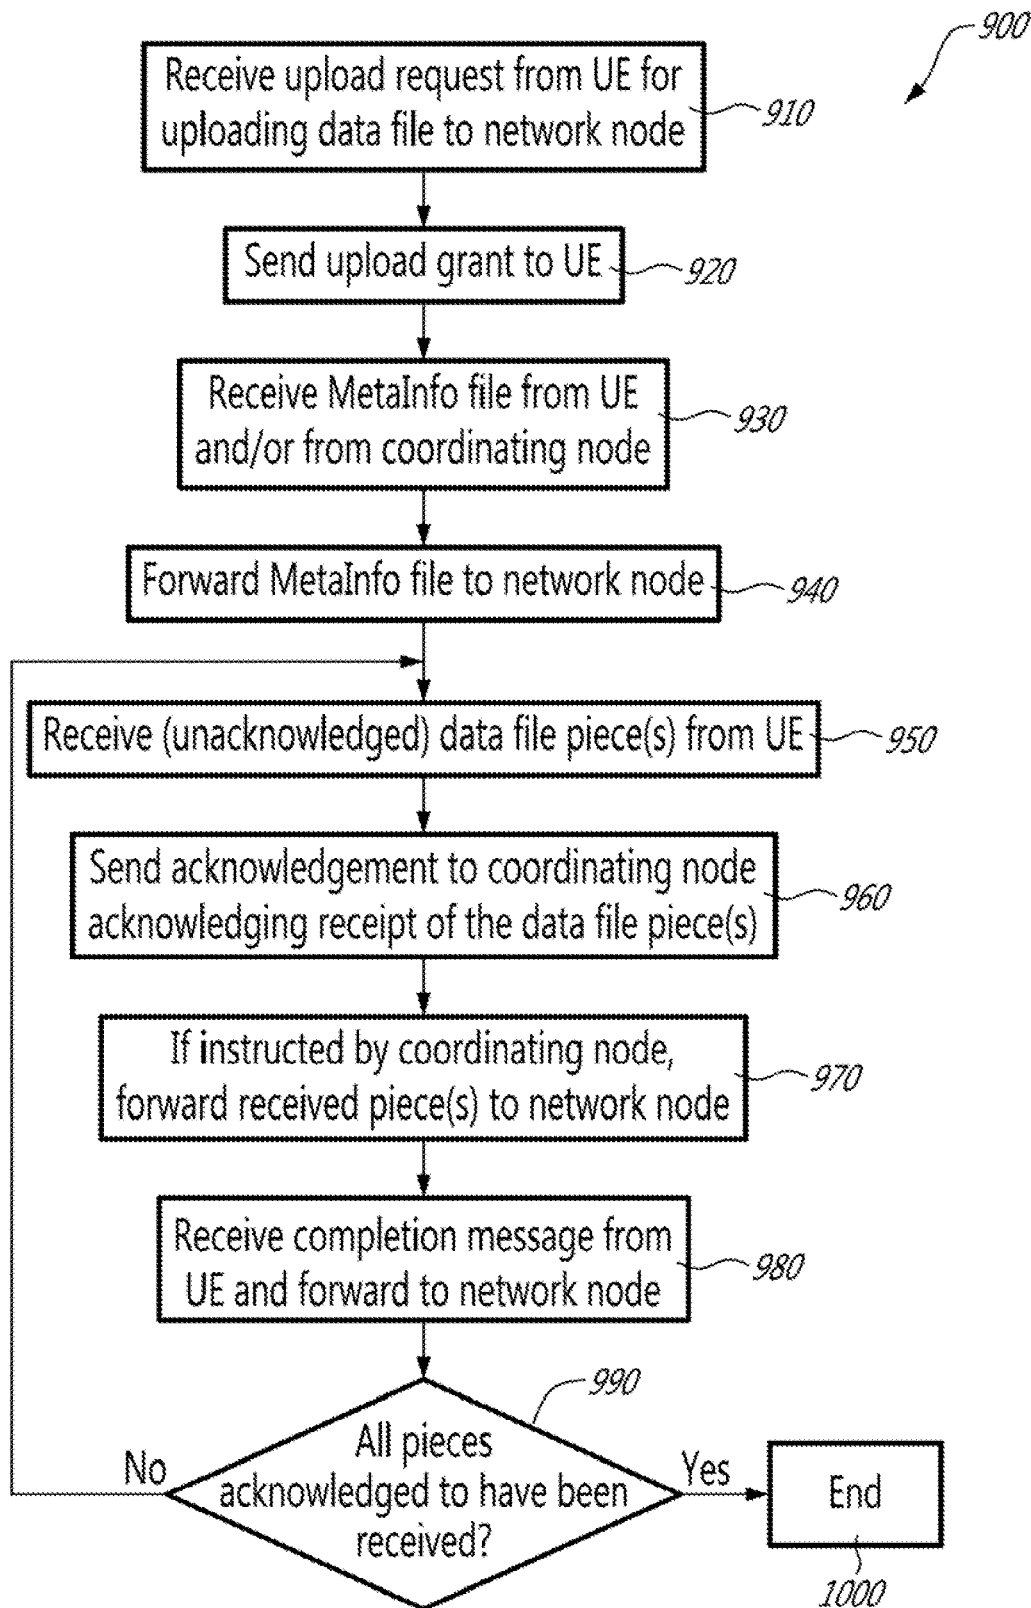 900
Receive upload request from UE for
uploading data file to network node
910
Send upload grant to UE
920
Receive MetaInfo file from UE
and/or from coordinating node
930
Forward MetaInfo file to network node
940
Receive (unacknowledged) data file piece(s) from UE
950
Send acknowledgement to coordinating node
acknowledging receipt of the data file piece(s)
960
If instructed by coordinating node,
forward received piece(s) to network node
970
Receive completion message from
UE and forward to network node
980
990
All pieces
acknowledged to have been
received?
No
Yes
End
1000